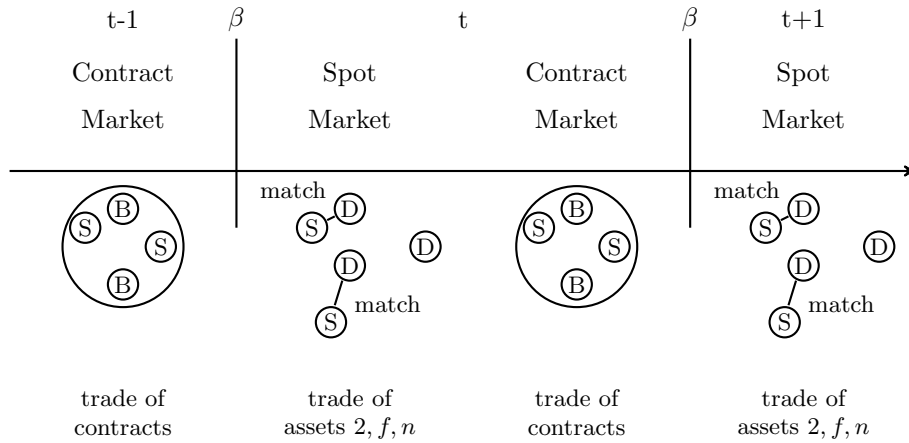 t-1 β t β t+1
Contract Spot Contract Spot
Market Market Market Market
match match
B D B D
S S S S
S D S D
D D
B B
match match
S S
trade of trade of trade of trade of
contracts assets 2, f, n contracts assets 2, f, n